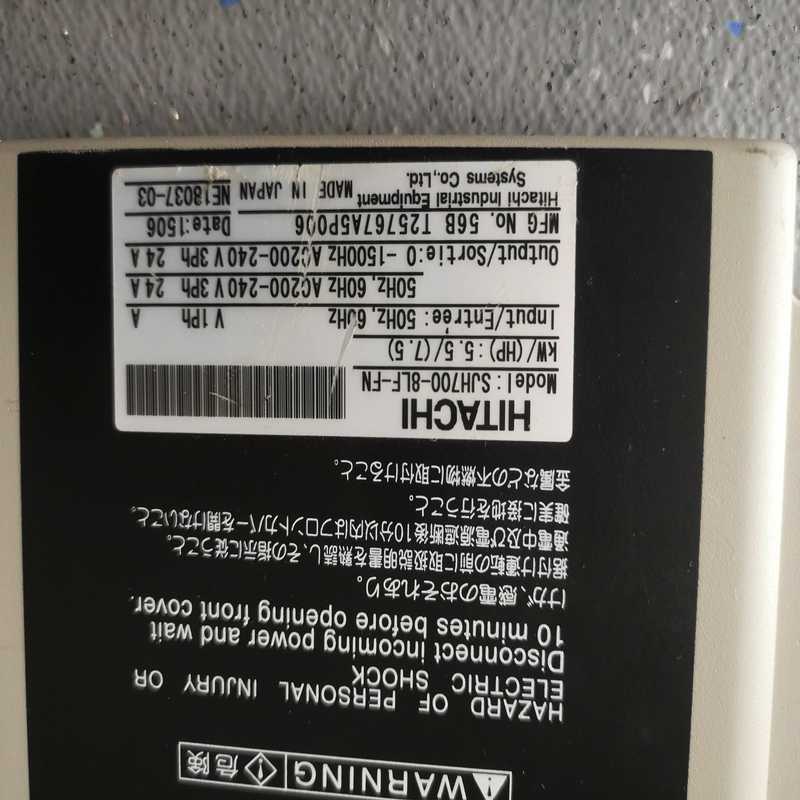 ⚠WARNING 危険
HAZARD OF PERSONAL INJURY OR
ELECTRIC SHOCK
Disconnect incoming power and wait
10 minutes before opening front cover.
けが、感電のおそれあり。
据付け運転の前に取扱説明書を熟読し、その指示に従うこと。
通電中及び電源遮断後10分以内はフロントカバーを開けないこと。
確実に接地を行うこと。
金属などの不燃物に取付けること。
HITACHI
Model:SJH700-8LF-FN
kW/(HP):5.5/(7.5)
Input/Entrée:50Hz,60Hz V 1Ph A
50Hz,60Hz AC200-240 V 3Ph 24 A
Output/Sortie:0 -1500Hz AC200-240 V 3Ph 24 A
MFG No. 56B T25767A5P006 Date:1506
Hitachi Industrial Equipment MADE IN JAPAN NE18037-03
Systems Co.,Ltd.